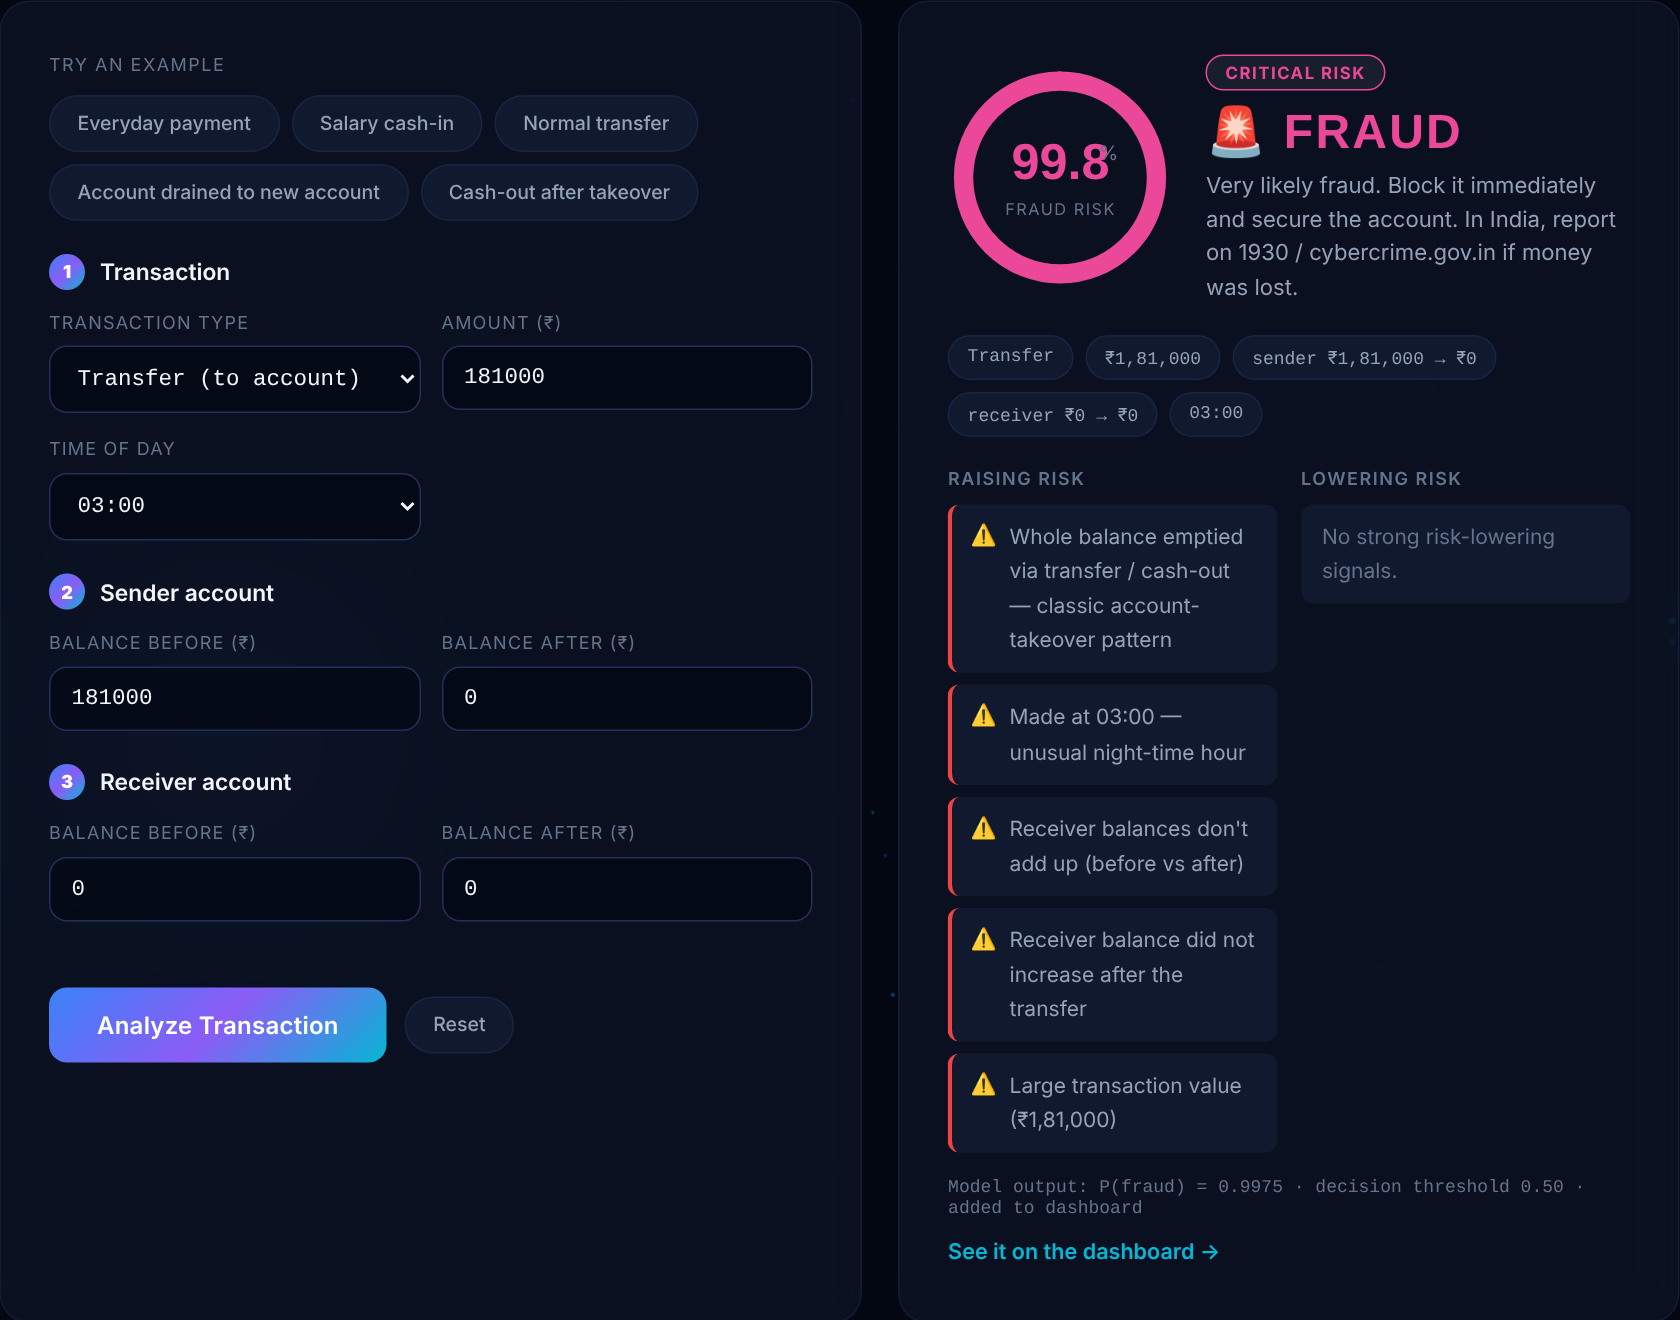 TRY AN EXAMPLE
Everyday payment
Salary cash-in
Normal transfer
Account drained to new account
Cash-out after takeover
1 Transaction
TRANSACTION TYPE
AMOUNT (₹)
Transfer (to account)
181000
TIME OF DAY
03:00
2 Sender account
BALANCE BEFORE (₹)
BALANCE AFTER (₹)
181000
0
3 Receiver account
BALANCE BEFORE (₹)
BALANCE AFTER (₹)
0
0
Analyze Transaction
Reset
99.8%
FRAUD RISK
CRITICAL RISK
FRAUD
Very likely fraud. Block it immediately
and secure the account. In India, report
on 1930 / cybercrime.gov.in if money
was lost.
Transfer
₹1,81,000
sender ₹1,81,000 → ₹0
receiver ₹0 → ₹0
03:00
RAISING RISK
Whole balance emptied
via transfer / cash-out
— classic account-
takeover pattern
Made at 03:00 —
unusual night-time hour
Receiver balances don't
add up (before vs after)
Receiver balance did not
increase after the
transfer
Large transaction value
(₹1,81,000)
LOWERING RISK
No strong risk-lowering
signals.
Model output: P(fraud) = 0.9975 · decision threshold 0.50 ·
added to dashboard
See it on the dashboard →